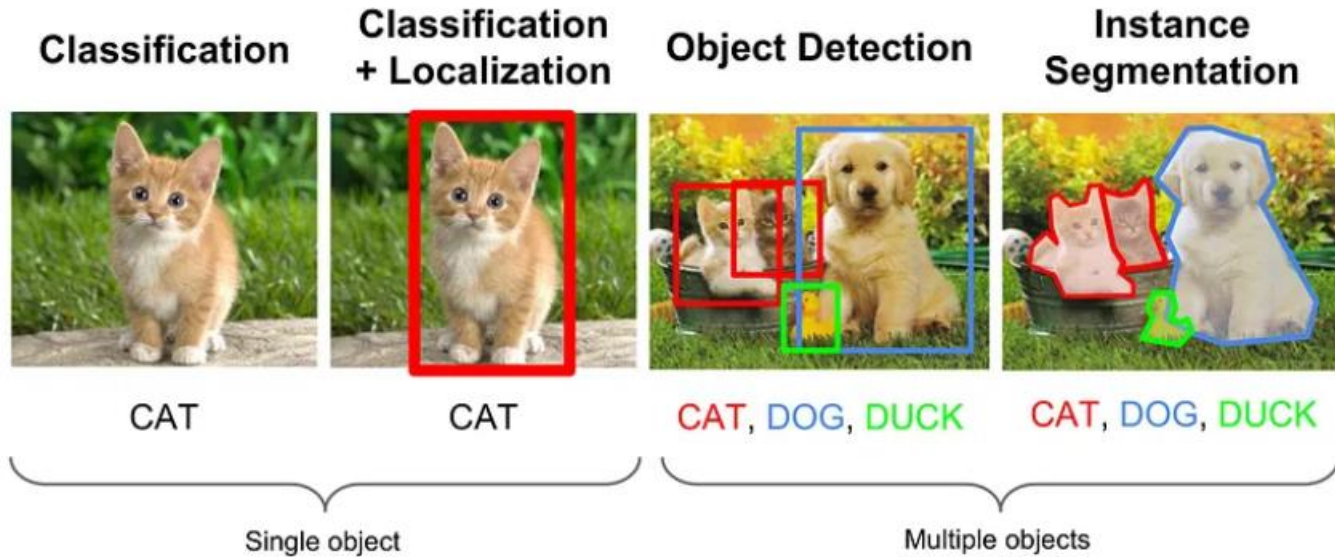 Classification
Classification
+ Localization
Object Detection
Instance
Segmentation
CAT
CAT
CAT, DOG, DUCK
CAT, DOG, DUCK
Single object
Multiple objects